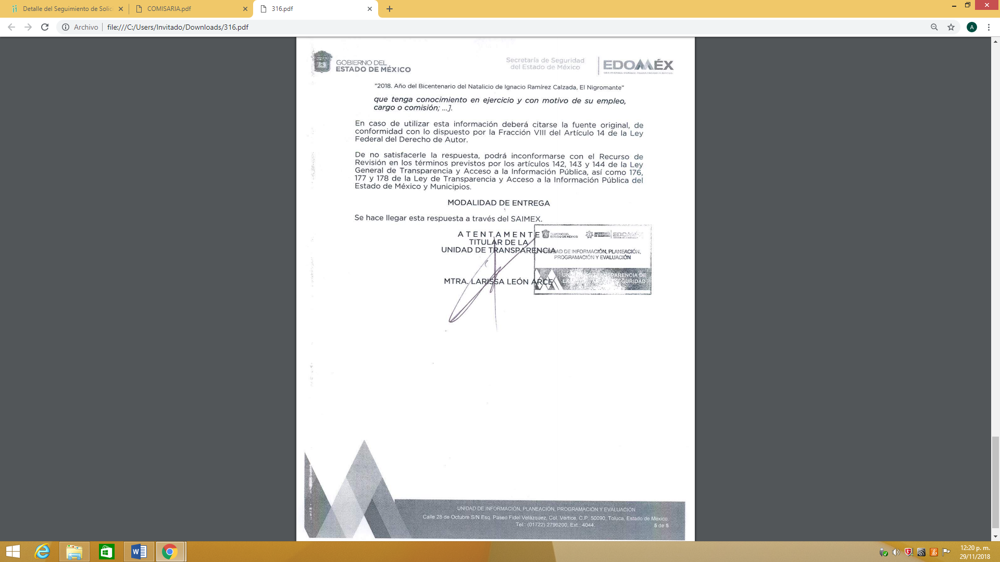 Detalle del Seguimiento de Solici
COMISARIA.pdf
316.pdf
Archivo
file:///C:/Users/Invitado/Downloads/316.pdf
A
GOBIERNO DEL
ESTADO DE MÉXICO
Secretaría de Seguridad
del Estado de México
EDOMÉX
"2018. Año del Bicentenario del Natalicio de Ignacio Ramírez Calzada, El Nigromante"
que tenga conocimiento en ejercicio y con motivo de su empleo,
cargo o comisión; ...].
En caso de utilizar esta información deberá citarse la fuente original, de
conformidad con lo dispuesto por la Fracción VIII del Artículo 14 de la Ley
Federal del Derecho de Autor.
De no satisfacerle la respuesta, podrá inconformarse con el Recurso de
Revisión en los términos previstos por los artículos 142, 143 y 144 de la Ley
General de Transparencia y Acceso a la Información Pública, así como 176,
177 y 178 de la Ley de Transparencia y Acceso a la Información Pública del
Estado de México y Municipios.
MODALIDAD DE ENTREGA
Se hace llegar esta respuesta a través del SAIMEX.
A T E N T A M E N T E
TITULAR DE LA
UNIDAD DE TRANSPARENCIA
MTRA. LARISSA LEÓN ARCE
GOBIERNO DEL
ESTADO DE MÉXICO
EDOMÉX
UNIDAD DE INFORMACIÓN, PLANEACIÓN,
PROGRAMACIÓN Y EVALUACIÓN
TRANSPARENCIA DE
SEGURIDAD
UNIDAD DE INFORMACIÓN, PLANEACIÓN, PROGRAMACIÓN Y EVALUACIÓN
Calle 28 de Octubre S/N Esq. Paseo Fidel Velázquez, Col. Vértice, C.P. 50090, Toluca, Estado de México.
Tel.: (01722) 2796200, Ext.: 4044.
5 de 5
12:20 p. m.
29/11/2018